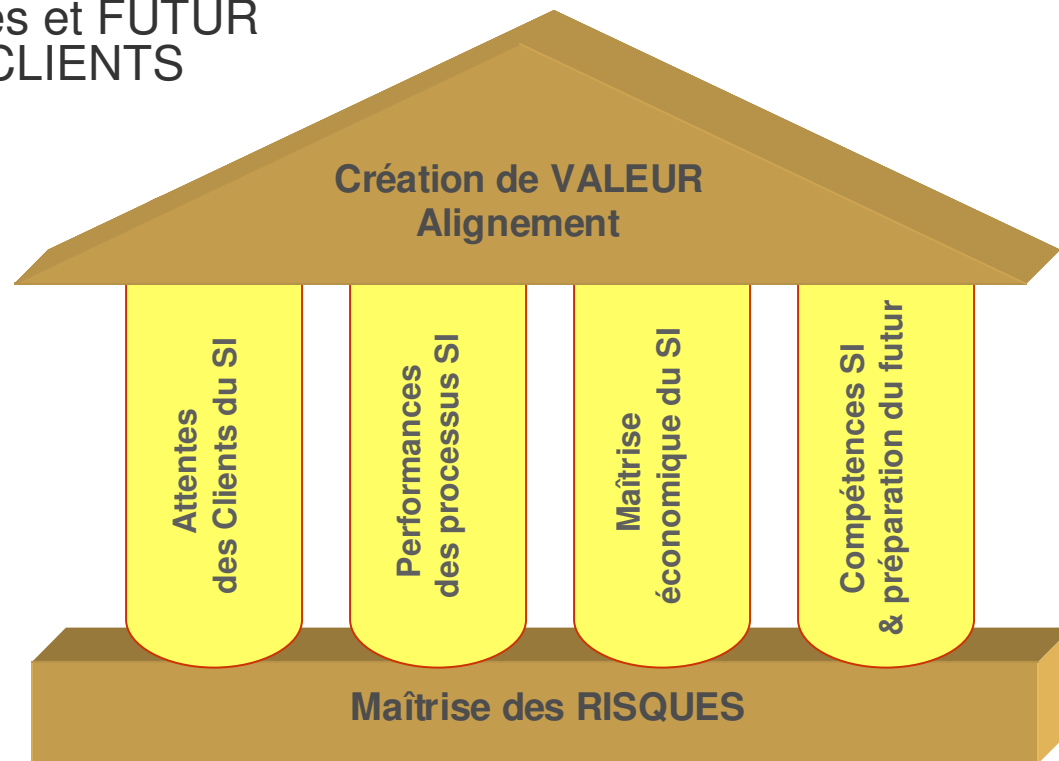 es et FUTUR
CLIENTS
Création de VALEUR
Alignement
Attentes
des Clients du SI
Performances
des processus SI
Maîtrise
économique du SI
Compétences SI
& préparation du futur
Maîtrise des RISQUES